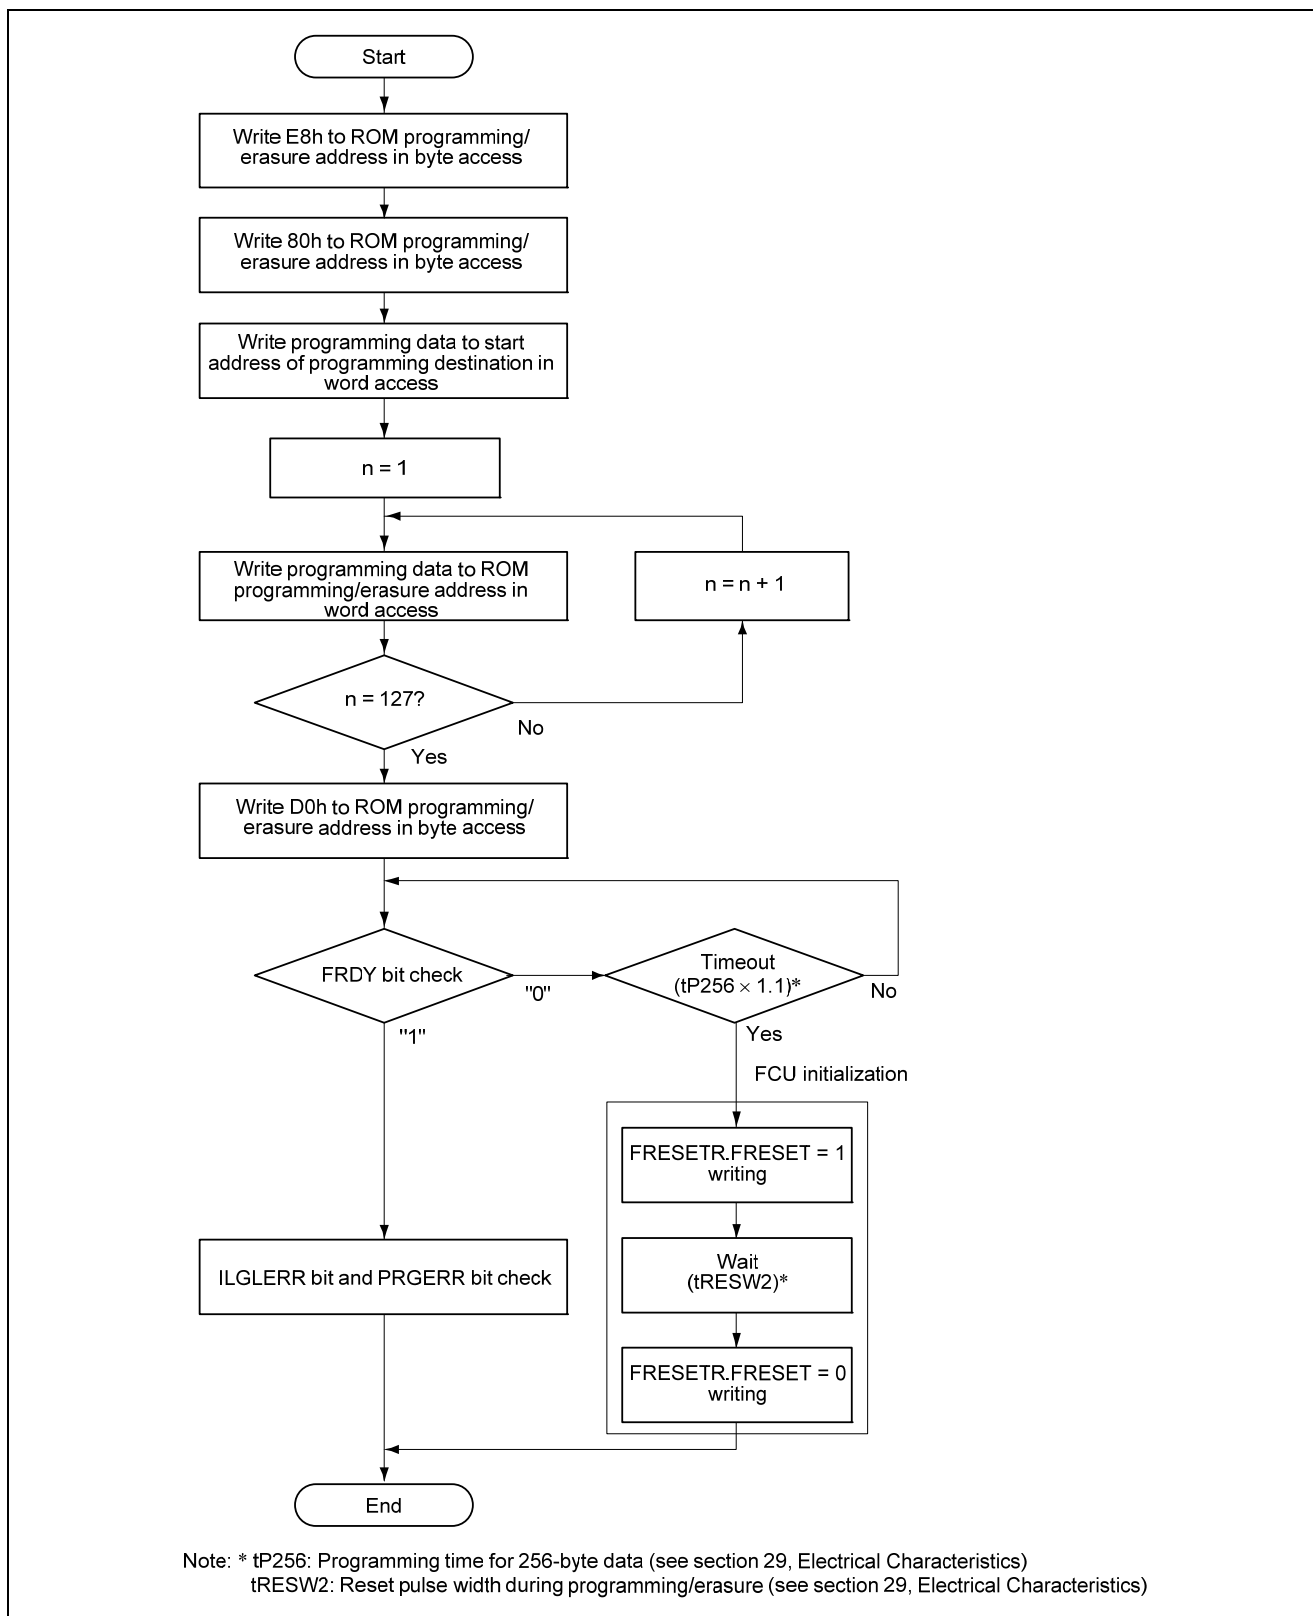 Start
Write E8h to ROM programming/
erasure address in byte access
Write 80h to ROM programming/
erasure address in byte access
Write programming data to start
address of programming destination in
word access
n = 1
Write programming data to ROM
programming/erasure address in
word access
n = n + 1
n = 127?
No
Yes
Write D0h to ROM programming/
erasure address in byte access
FRDY bit check
"0"
"1"
Timeout
(tP256 × 1.1)*
No
Yes
FCU initialization
FRESETR.FRESET = 1
writing
Wait
(tRESW2)*
FRESETR.FRESET = 0
writing
ILGLERR bit and PRGERR bit check
End
Note: * tP256: Programming time for 256-byte data (see section 29, Electrical Characteristics)
tRESW2: Reset pulse width during programming/erasure (see section 29, Electrical Characteristics)